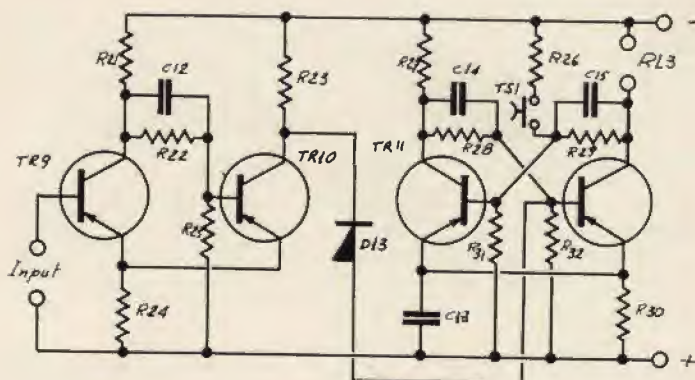 R21
C12
R22
R23
TR9
TR10
R25
Input
R24
D13
R27
C14
R26
C15
RL3
TS1
R28
R29
TR11
R31
R32
C13
R30
-
+